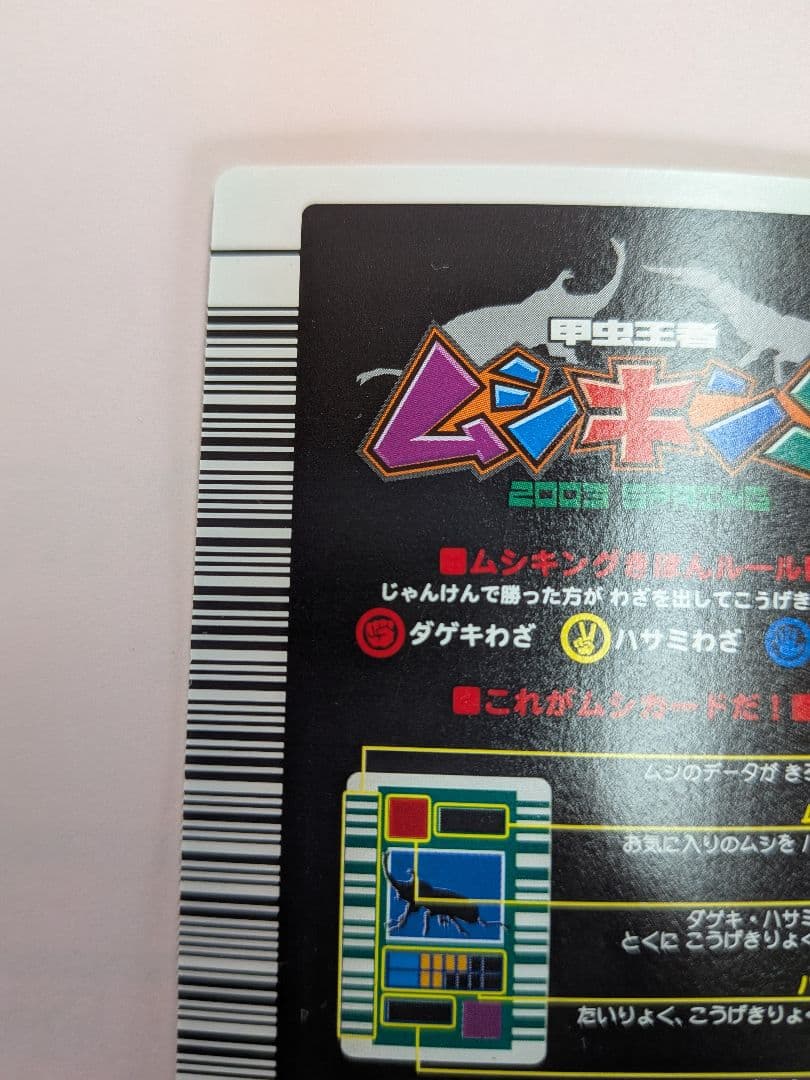 甲虫王者
ムシキン
2003 SPRING
■ムシキングきほんルール
じゃんけんで勝った方が わざを出してこうげき
ダゲキわざ ハサミわざ
■これがムシカードだ！■
ムシのデータが き
お気に入りのムシを
ダゲキ・ハサミ
とくに こうげきりょく
たいりょく、こうげきりょく